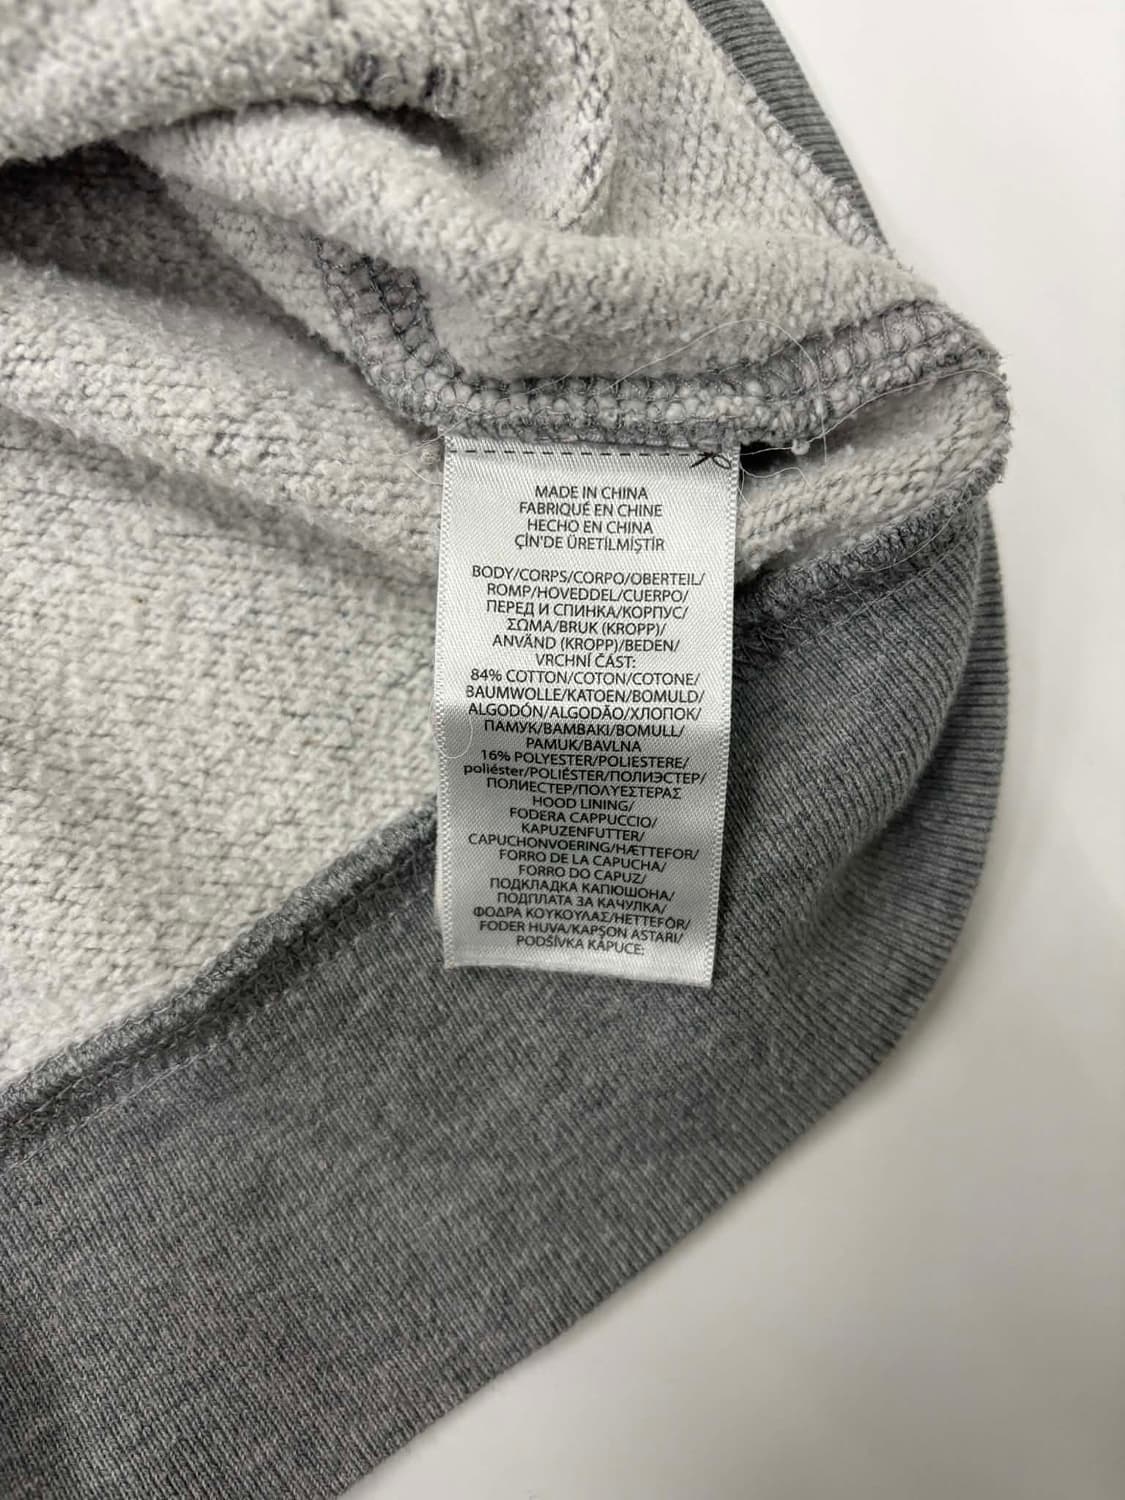 MADE IN CHINA
FABRIQUÉ EN CHINE
HECHO EN CHINA
ÇİN'DE ÜRETİLMİŞTİR
BODY/CORPS/CORPO/OBERTEIL/
ROMP/HOVEDDEL/CUERPO/
ПЕРЕД И СПИНКА/КОРПУС/
ΣΩΜΑ/BRUK (KROPP)/
ANVÄND (KROPP)/BEDEN/
VRCHNÍ ČÁST:
84% COTTON/COTON/COTONE/
BAUMWOLLE/KATOEN/BOMULD/
ALGODÓN/ALGODÃO/ХЛОПОК/
ПАМУК/ΒΑΜΒΑΚΙ/BOMULL/
PAMUK/BAVLNA
16% POLYESTER/POLIESTERE/
poliéster/POLIÉSTER/ПОЛИЭСТЕР/
ПОЛИЕСТЕР/ΠΟΛΥΕΣΤΕΡΑΣ
HOOD LINING/
FODERA CAPPUCCIO/
KAPUZENFUTTER/
CAPUCHONVOERING/HÆTTEFOR/
FORRO DE LA CAPUCHA/
FORRO DO CAPUZ/
ПОДКЛАДКА КАПЮШОНА/
ПОДПЛАТА ЗА КАЧУЛКА/
ΦΟΔΡΑ ΚΟΥΚΟΥΛΑΣ/HETTEFÓR/
FODER HUVA/KAPŞON ASTARI/
PODŠÍVKA KÁPUCE: